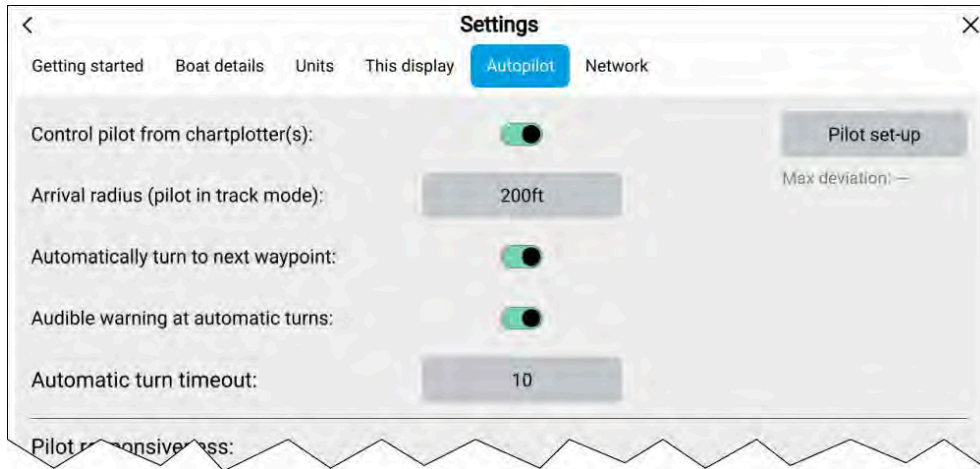 Settings
Getting started Boat details Units This display Autopilot Network
Control pilot from chartplotter(s):
Pilot set-up
Max deviation: --
Arrival radius (pilot in track mode): 200ft
Automatically turn to next waypoint:
Audible warning at automatic turns:
Automatic turn timeout: 10
Pilot responsiveness: